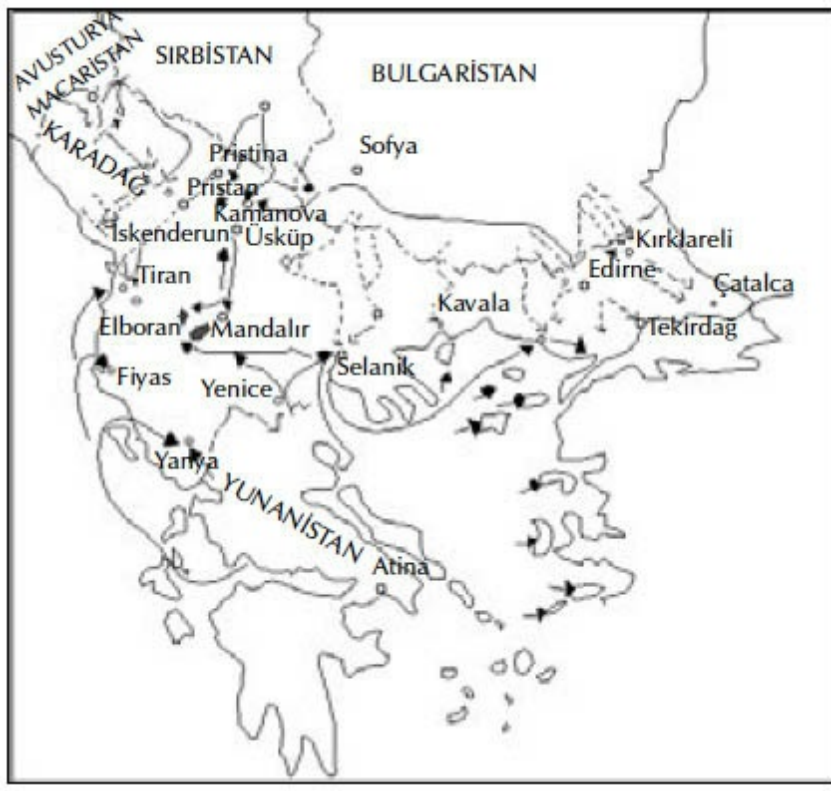 AVUSTURYA
MACARİSTAN
SIRBİSTAN
BULGARİSTAN
KARADAĞ
Pristina
Sofya
Pristan
Kamanova
İskenderun
Üsküp
Kırklareli
Edirne
Tiran
Çatalca
Kavala
Elboran
Mandalır
Tekirdağ
Selanik
Fiyas
Yenice
Yanya
YUNANİSTAN
Atina